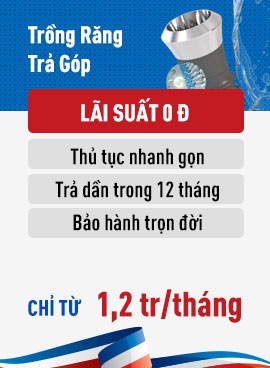 Trồng Răng
Trả Góp
LÃI SUẤT 0 Đ
Thủ tục nhanh gọn
Trả dần trong 12 tháng
Bảo hành trọn đời
CHỈ TỪ 1,2 tr/tháng